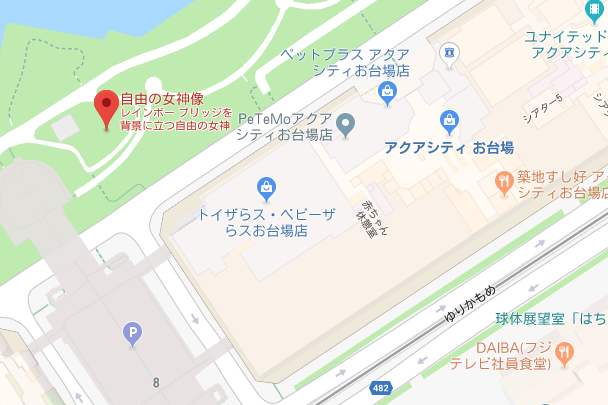 ユナイテッド
アクアシティ
ペットプラス アクア
シティお台場店
自由の女神像
レインボー ブリッジを
背景に立つ自由の女神
シアター5
シア
PeTeMoアクア
シティお台場店
アクアシティ お台場
築地すし好 ア
シティお台場店
トイザらス・ベビーザ
らスお台場店
赤ちゃん
休憩室
ゆりかもめ
球体展望室「はち
DAIBA(フジ
テレビ社員食堂)
P
8
482